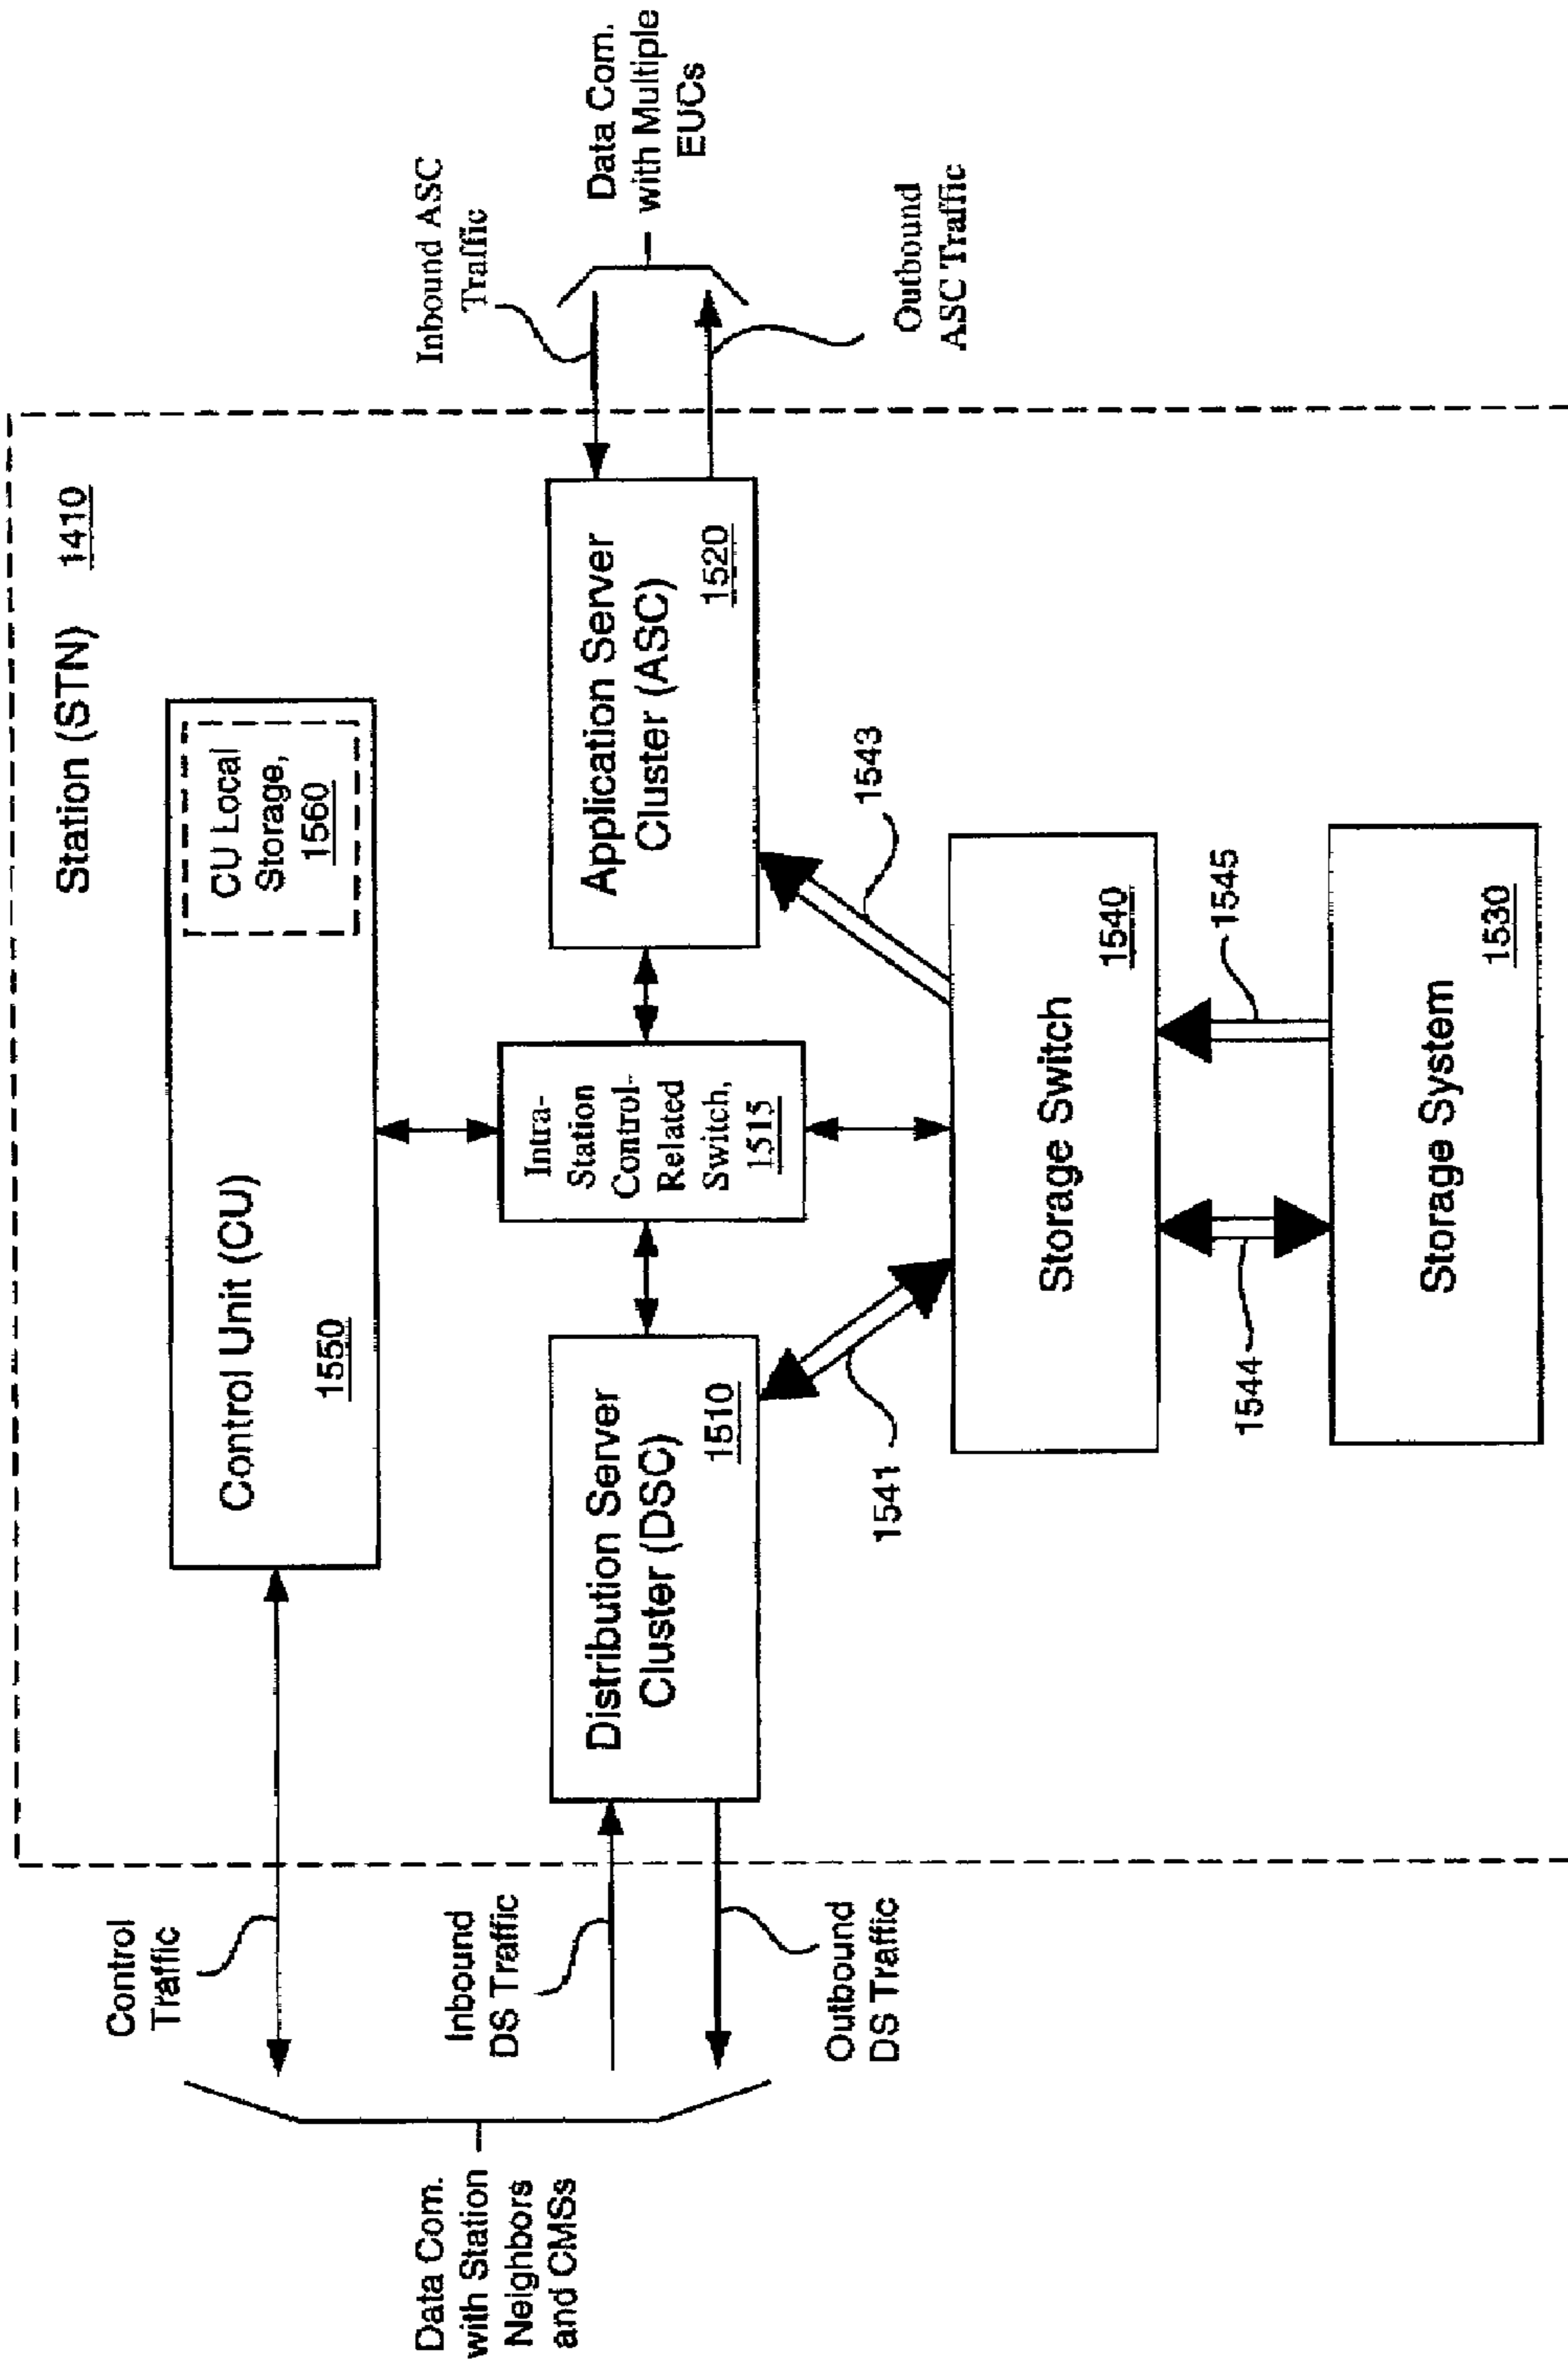 Station (STN) 1410
Control
Traffic
Control Unit (CU)
1550
CU Local
Storage,
1560
Data Com.
with Station
Neighbors
and CMSs
Inbound
DS Traffic
Outbound
DS Traffic
Distribution Server
Cluster (DSC)
1510
Intra-
Station
Control-
Related
Switch,
1515
Application Server
Cluster (ASC)
1520
Inbound ASC
Traffic
Outbound
ASC Traffic
Data Com.
with Multiple
EUCs
1541
1543
Storage Switch
1540
1544
1545
Storage System
1530